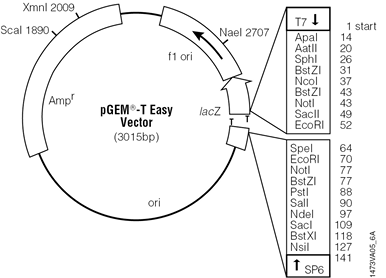 XmnI 2009
ScaI 1890
NaeI 2707
f1 ori
Ampʳ
pGEM®-T Easy
Vector
(3015bp)
lacZ
ori
T7 ↓
1 start
ApaI 14
AatII 20
SphI 26
BstZI 31
NcoI 37
BstZI 43
NotI 43
SacII 49
EcoRI 52
SpeI 64
EcoRI 70
NotI 77
BstZI 77
PstI 88
SalI 90
NdeI 97
SacI 109
BstXI 118
NsiI 127
141
↑ SP6
1473VA05_6A